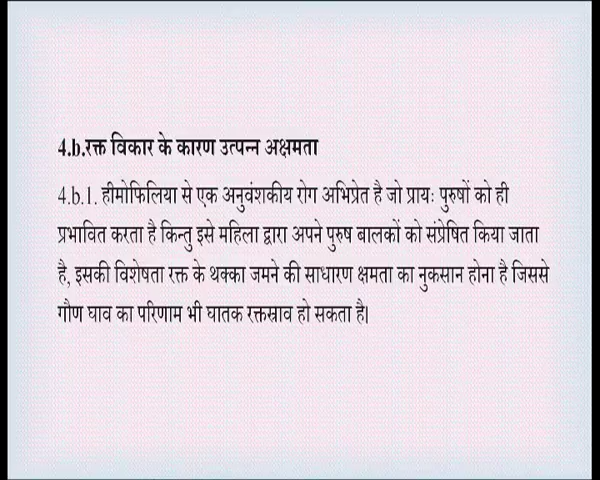 4.b.रक्त विकार के कारण उत्पन्न अक्षमता
4.b.1. हीमोफिलिया से एक अनुवंशकीय रोग अभिप्रेत है जो प्रायः पुरुषों को ही
प्रभावित करता है किन्तु इसे महिला द्वारा अपने पुरुष बालकों को संप्रेषित किया जाता
है, इसकी विशेषता रक्त के थक्का जमने की साधारण क्षमता का नुकसान होना है जिससे
गौण घाव का परिणाम भी घातक रक्तस्राव हो सकता है।